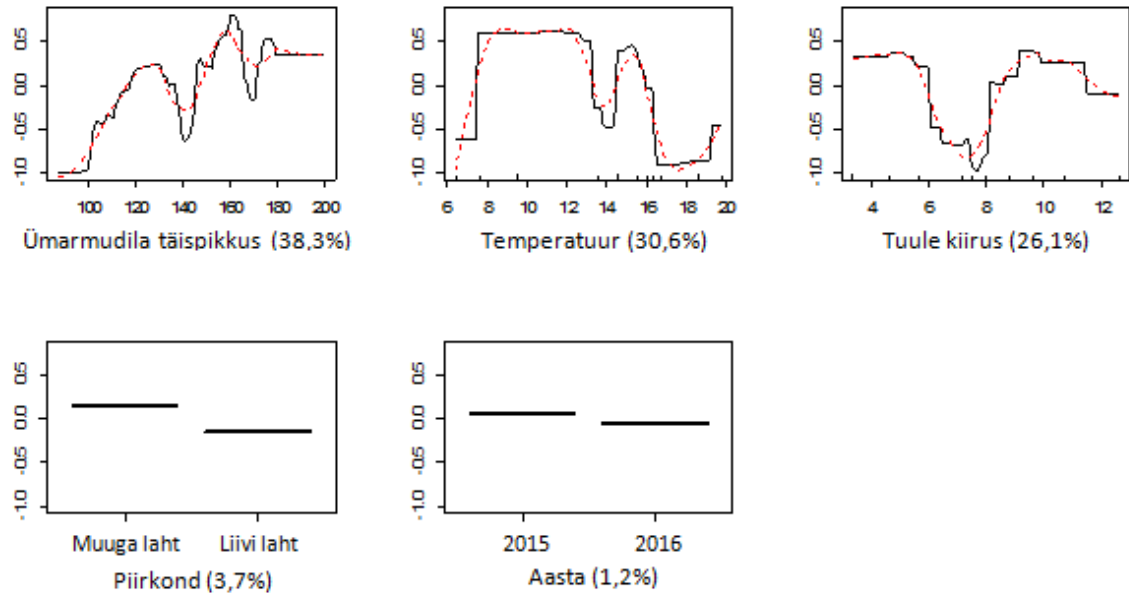 0.5
0.0
-0.5
-1.0
100 120 140 160 180 200
Ümarmudila täispikkus (38,3%)
0.5
0.0
-0.5
-1.0
6 8 10 12 14 16 18 20
Temperatuur (30,6%)
0.5
0.0
-0.5
-1.0
4 6 8 10 12
Tuule kiirus (26,1%)
0.5
0.0
-0.5
-1.0
Muuga laht Liivi laht
Piirkond (3,7%)
0.5
0.0
-0.5
-1.0
2015 2016
Aasta (1,2%)